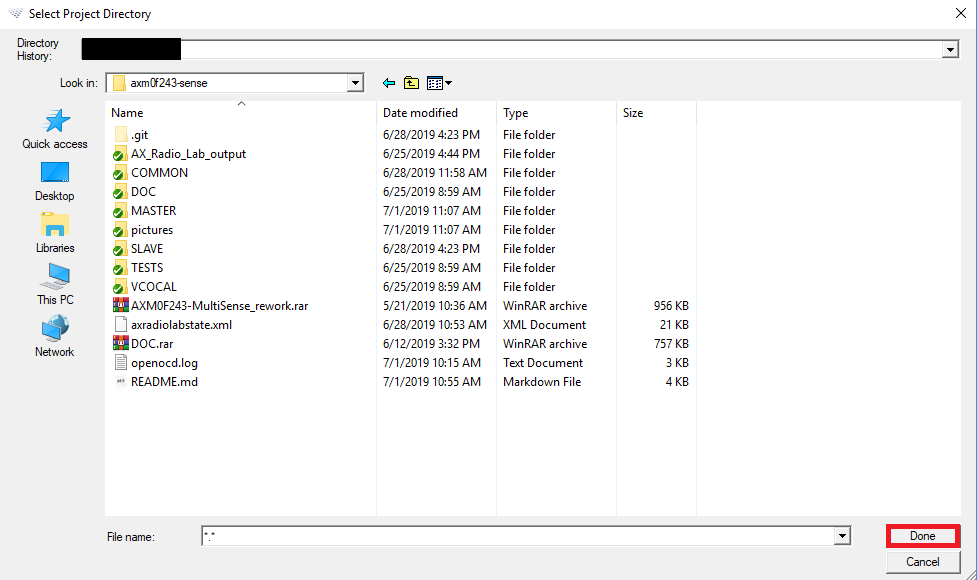 Select Project Directory
Directory
History:
Look in: axm0f243-sense
Quick access
Desktop
Libraries
This PC
Network
Name Date modified Type Size
.git 6/28/2019 4:23 PM File folder
AX_Radio_Lab_output 6/25/2019 4:44 PM File folder
COMMON 6/28/2019 11:58 AM File folder
DOC 6/25/2019 8:59 AM File folder
MASTER 7/1/2019 11:07 AM File folder
pictures 7/1/2019 11:07 AM File folder
SLAVE 6/28/2019 4:23 PM File folder
TESTS 6/25/2019 8:59 AM File folder
VCOCAL 6/25/2019 8:59 AM File folder
AXM0F243-MultiSense_rework.rar 5/21/2019 10:36 AM WinRAR archive 956 KB
axradiolabstate.xml 6/28/2019 10:53 AM XML Document 21 KB
DOC.rar 6/12/2019 3:32 PM WinRAR archive 757 KB
openocd.log 7/1/2019 10:15 AM Text Document 3 KB
README.md 7/1/2019 10:55 AM Markdown File 4 KB
File name: *.* Done
Cancel